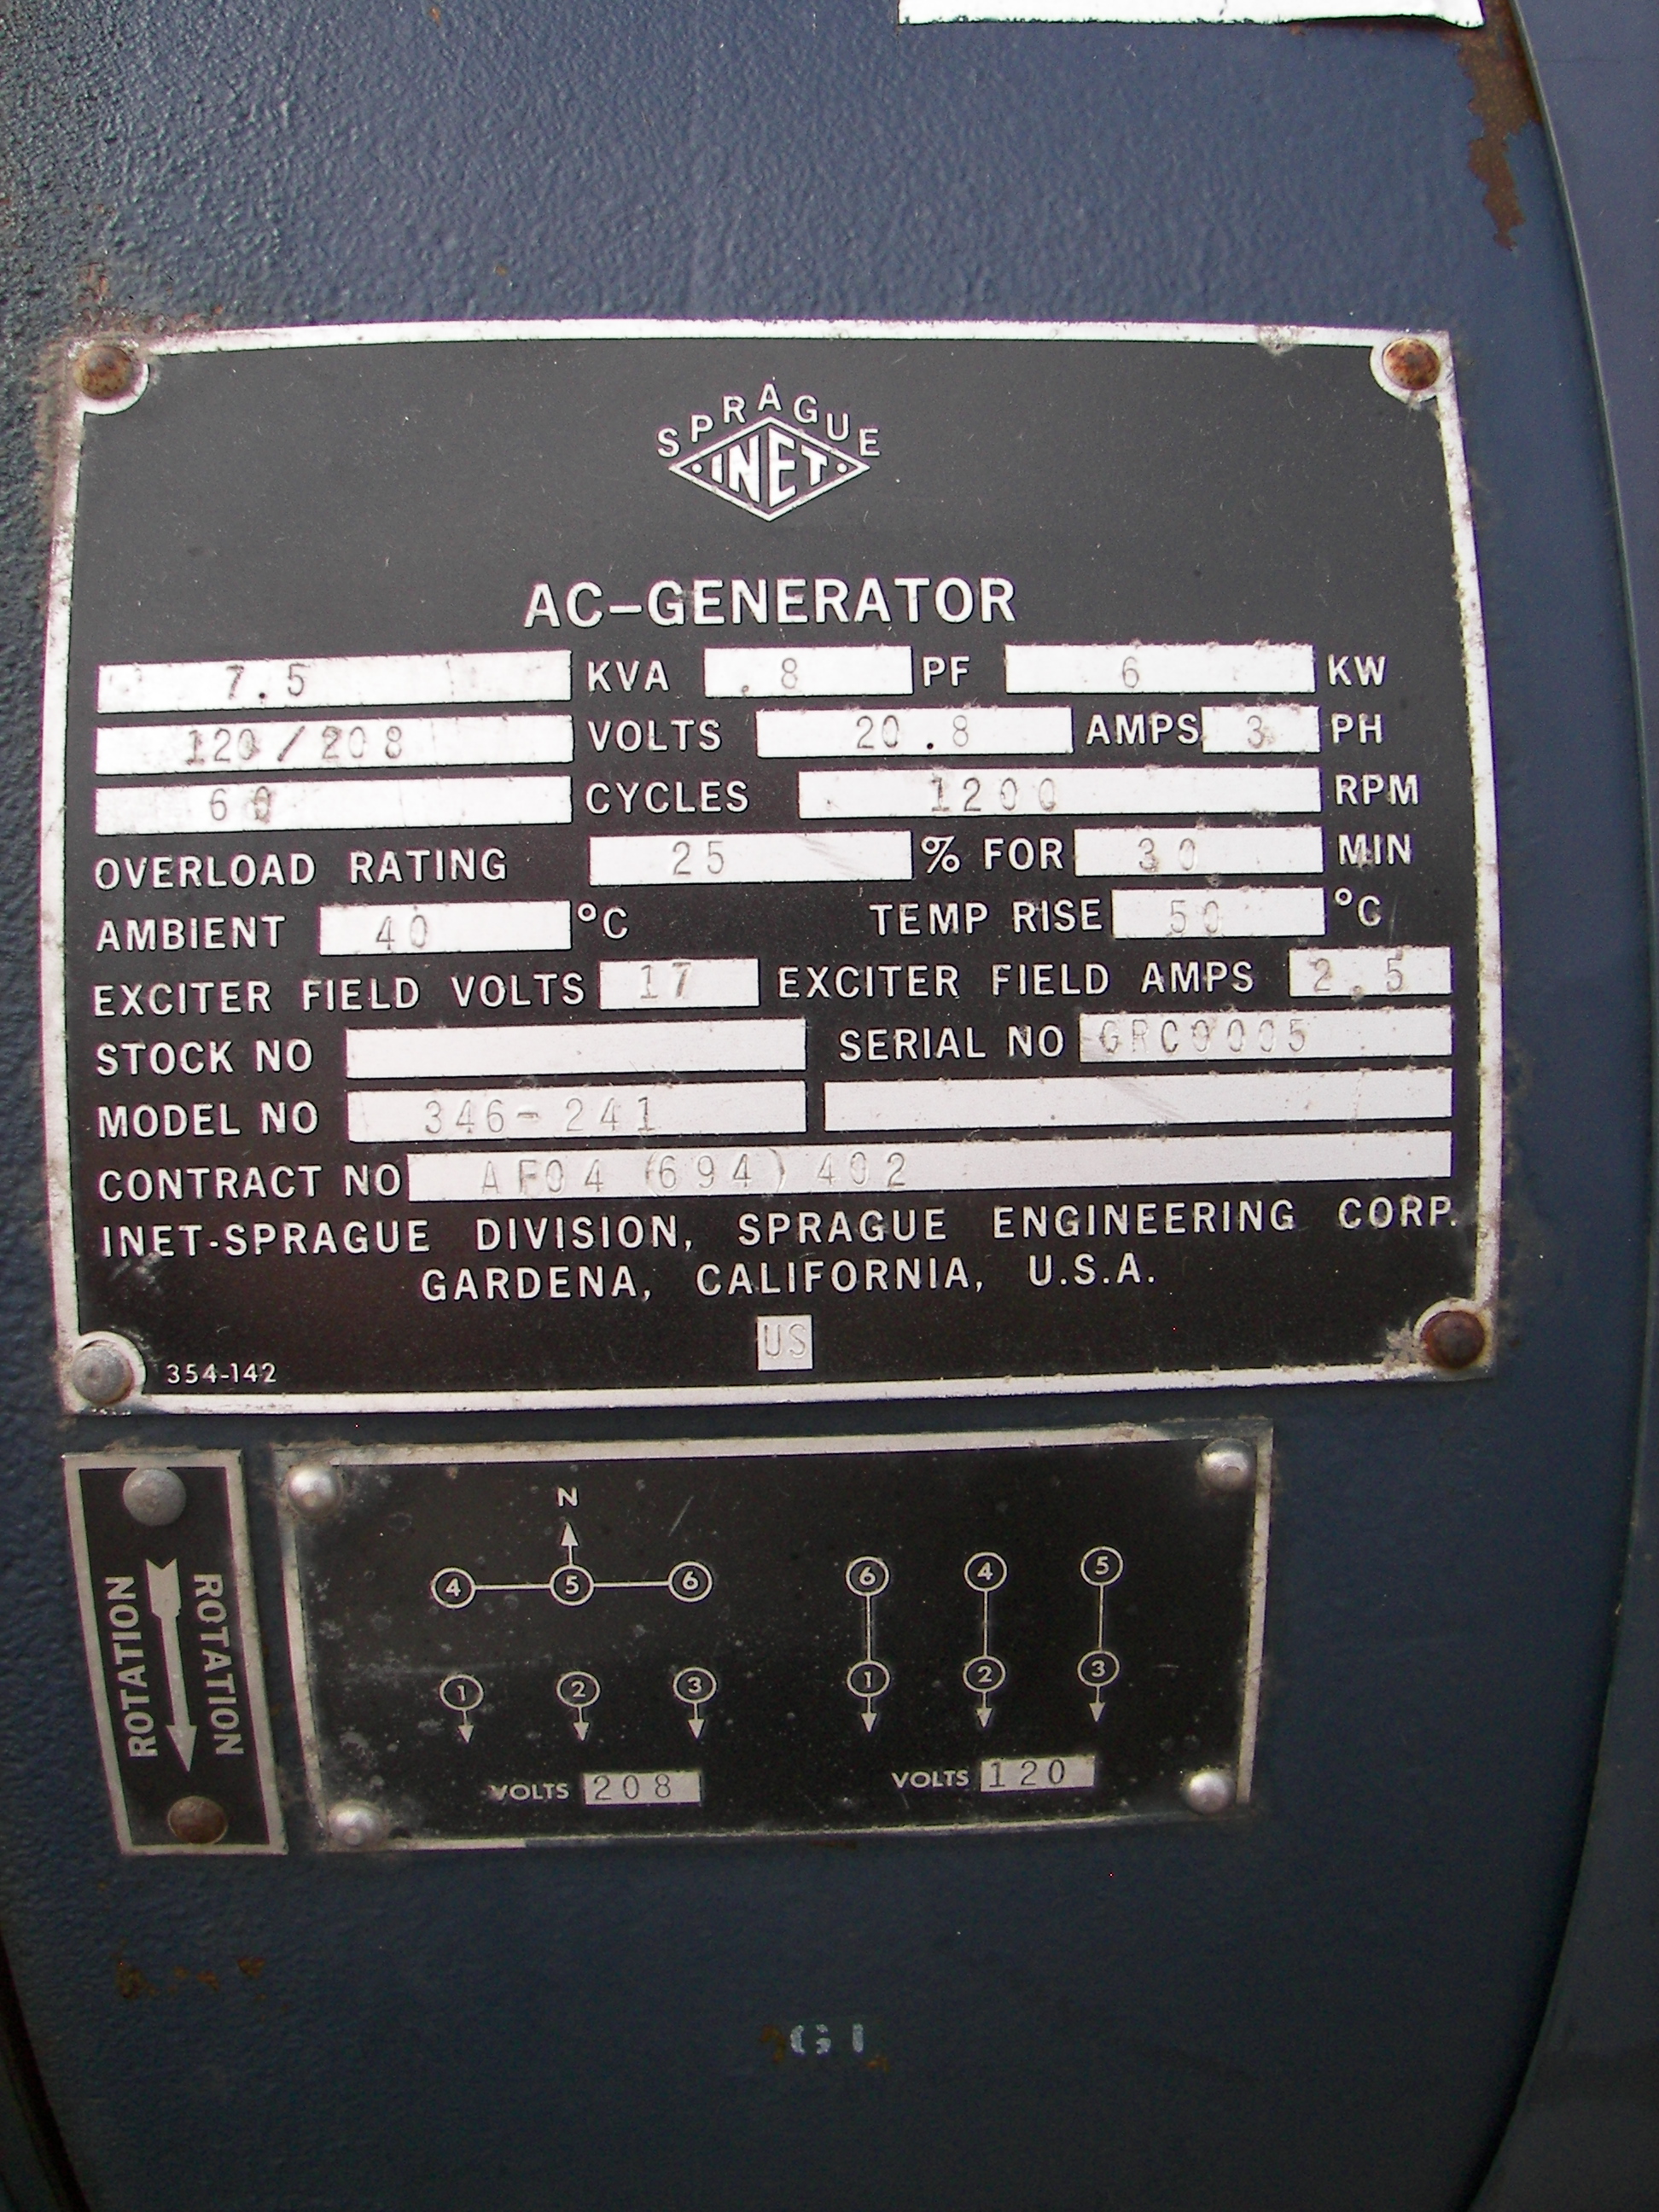 SPRAGUE
INET
AC-GENERATOR
7.5 KVA .8 PF 6 KW
120/208 VOLTS 20.8 AMPS 3 PH
60 CYCLES 1200 RPM
OVERLOAD RATING 25 % FOR 30 MIN
AMBIENT 40 °C TEMP RISE 50 °C
EXCITER FIELD VOLTS 17 EXCITER FIELD AMPS 2.5
STOCK NO SERIAL NO GRC0005
MODEL NO 346-241
CONTRACT NO AF04 (694) 402
INET-SPRAGUE DIVISION, SPRAGUE ENGINEERING CORP.
GARDENA, CALIFORNIA, U.S.A.
US
354-142
ROTATION
ROTATION
N
4 5 6
1 2 3
VOLTS 208
6 4 5
1 2 3
VOLTS 120
G1